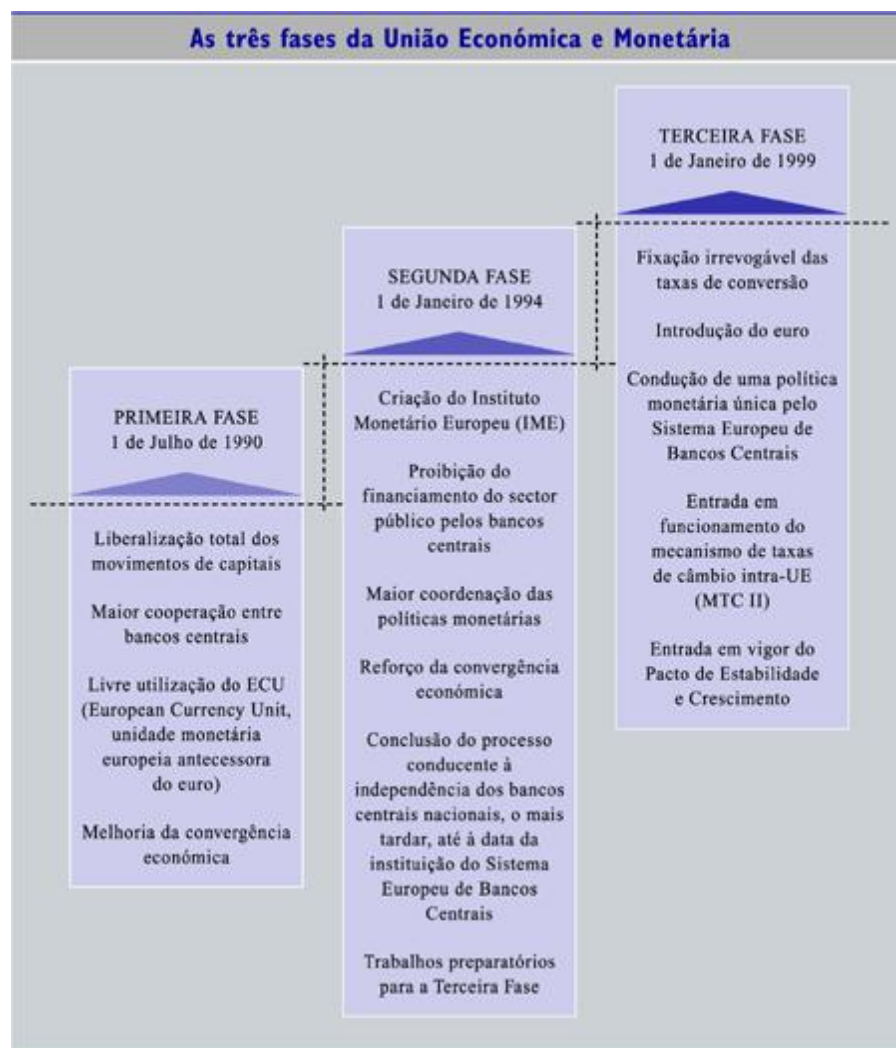 As três fases da União Económica e Monetária
PRIMEIRA FASE
1 de Julho de 1990
Liberalização total dos
movimentos de capitais
Maior cooperação entre
bancos centrais
Livre utilização do ECU
(European Currency Unit,
unidade monetária
europeia antecessora
do euro)
Melhoria da convergência
económica
SEGUNDA FASE
1 de Janeiro de 1994
Criação do Instituto
Monetário Europeu (IME)
Proibição do
financiamento do sector
público pelos bancos
centrais
Maior coordenação das
políticas monetárias
Reforço da convergência
económica
Conclusão do processo
conducente à
independência dos bancos
centrais nacionais, o mais
tardar, até à data da
instituição do Sistema
Europeu de Bancos
Centrais
Trabalhos preparatórios
para a Terceira Fase
TERCEIRA FASE
1 de Janeiro de 1999
Fixação irrevogável das
taxas de conversão
Introdução do euro
Condução de uma política
monetária única pelo
Sistema Europeu de
Bancos Centrais
Entrada em
funcionamento do
mecanismo de taxas
de câmbio intra-UE
(MTC II)
Entrada em vigor do
Pacto de Estabilidade
e Crescimento